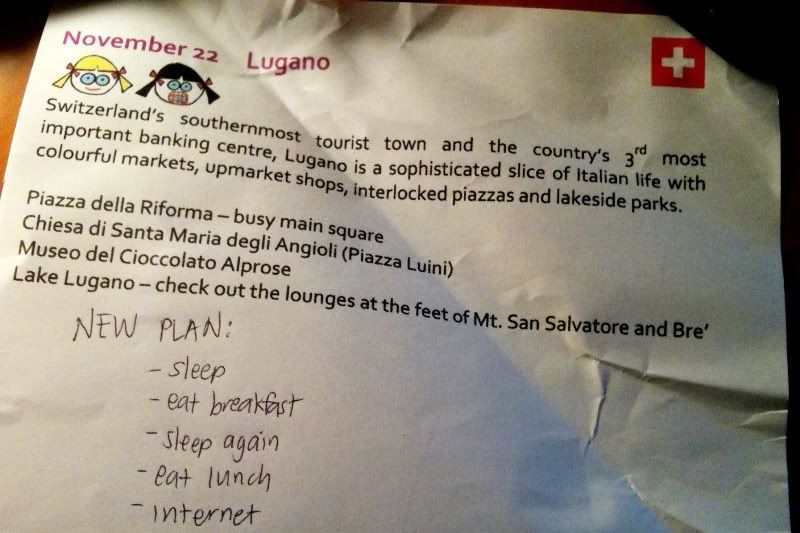 November 22 Lugano
Switzerland's southernmost tourist town and the country's 3rd most
important banking centre, Lugano is a sophisticated slice of Italian life with
colourful markets, upmarket shops, interlocked piazzas and lakeside parks.
Piazza della Riforma – busy main square
Chiesa di Santa Maria degli Angioli (Piazza Luini)
Museo del Cioccolato Alprose
Lake Lugano – check out the lounges at the feet of Mt. San Salvatore and Bre'
NEW PLAN:
- sleep
- eat breakfast
- sleep again
- eat lunch
- internet